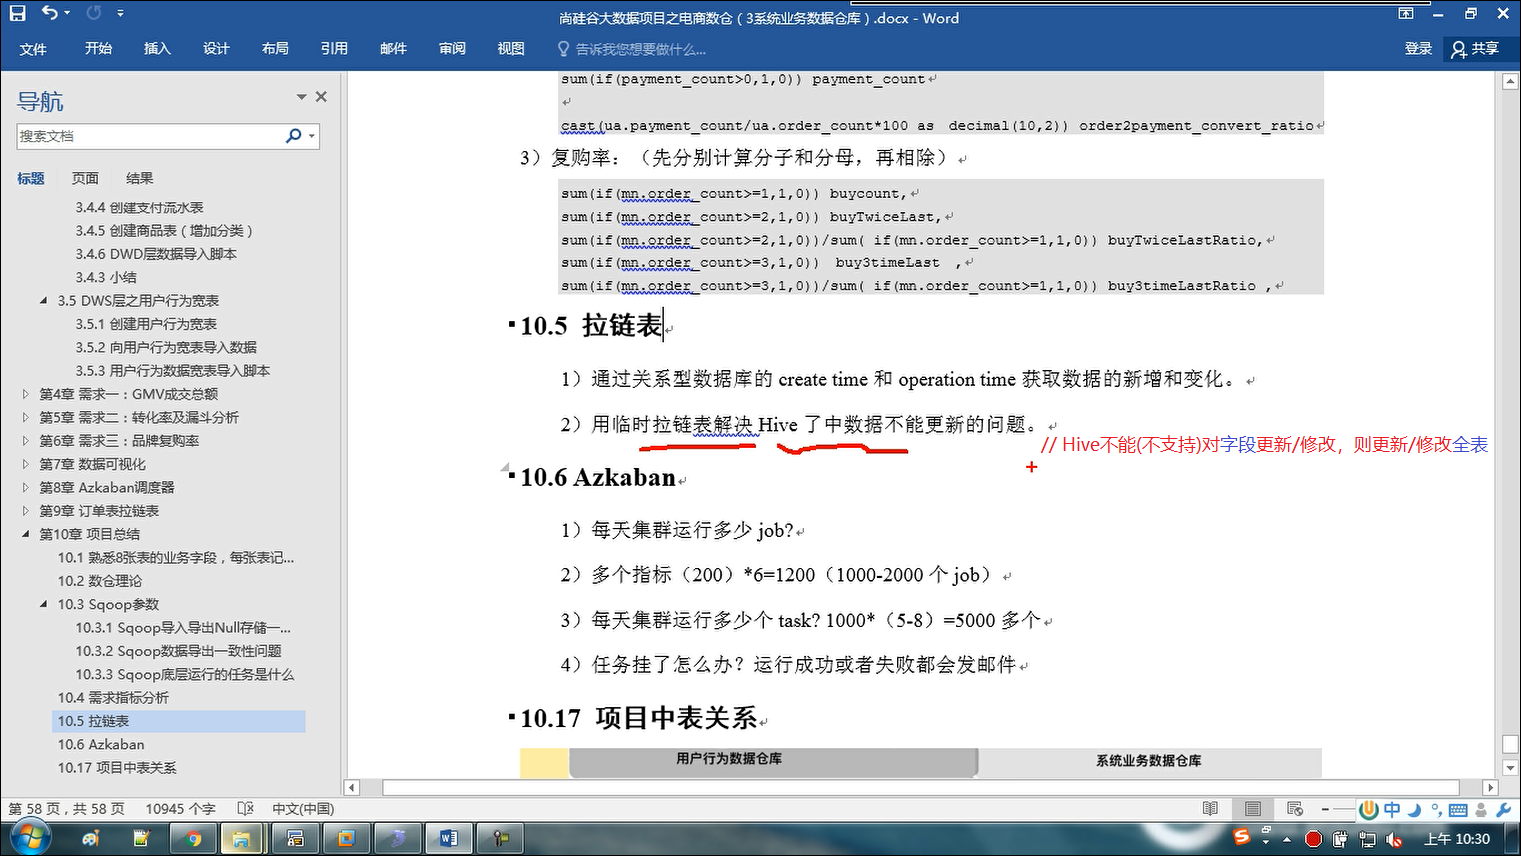 尚硅谷大数据项目之电商数仓（3系统业务数据仓库）.docx - Word
文件 开始 插入 设计 布局 引用 邮件 审阅 视图 告诉我您想要做什么... 登录 共享
导航
搜索文档
标题 页面 结果
3.4.4 创建支付流水表
3.4.5 创建商品表（增加分类）
3.4.6 DWD层数据导入脚本
3.4.3 小结
3.5 DWS层之用户行为宽表
3.5.1 创建用户行为宽表
3.5.2 向用户行为宽表导入数据
3.5.3 用户行为数据宽表导入脚本
第4章 需求一：GMV成交总额
第5章 需求二：转化率及漏斗分析
第6章 需求三：品牌复购率
第7章 数据可视化
第8章 Azkaban调度器
第9章 订单表拉链表
第10章 项目总结
10.1 熟悉8张表的业务字段，每张表记...
10.2 数仓理论
10.3 Sqoop参数
10.3.1 Sqoop导入导出Null存储一...
10.3.2 Sqoop数据导出一致性问题
10.3.3 Sqoop底层运行的任务是什么
10.4 需求指标分析
10.5 拉链表
10.6 Azkaban
10.17 项目中表关系
sum(if(payment_count>0,1,0)) payment_count
cast(ua.payment_count/ua.order_count*100 as decimal(10,2)) order2payment_convert_ratio
3）复购率：（先分别计算分子和分母，再相除）
sum(if(mn.order_count>=1,1,0)) buycount,
sum(if(mn.order_count>=2,1,0)) buyTwiceLast,
sum(if(mn.order_count>=2,1,0))/sum( if(mn.order_count>=1,1,0)) buyTwiceLastRatio,
sum(if(mn.order_count>=3,1,0)) buy3timeLast ,
sum(if(mn.order_count>=3,1,0))/sum( if(mn.order_count>=1,1,0)) buy3timeLastRatio ,
10.5 拉链表
1）通过关系型数据库的 create time 和 operation time 获取数据的新增和变化。
2）用临时拉链表解决 Hive 了中数据不能更新的问题。
// Hive不能(不支持)对字段更新/修改，则更新/修改全表
10.6 Azkaban
1）每天集群运行多少 job?
2）多个指标（200）*6=1200（1000-2000 个 job）
3）每天集群运行多少个 task? 1000*（5-8）=5000 多个
4）任务挂了怎么办？运行成功或者失败都会发邮件
10.17 项目中表关系
用户行为数据仓库 系统业务数据仓库
第 58 页，共 58 页 10945 个字 中文(中国)
中
上午 10:30